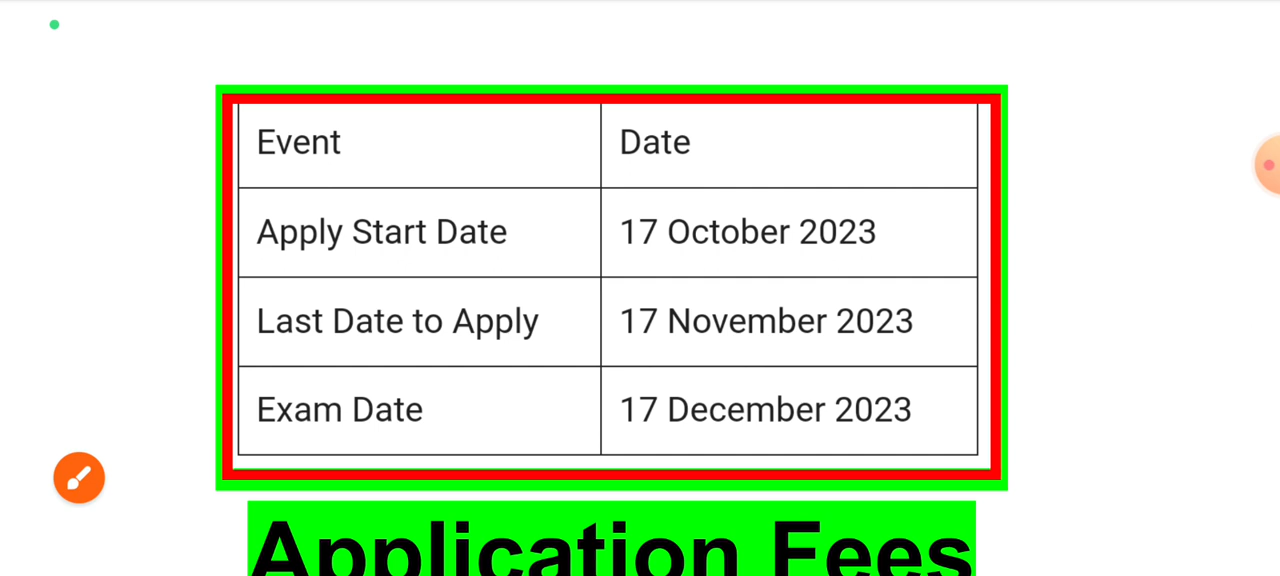 Event Date
Apply Start Date 17 October 2023
Last Date to Apply 17 November 2023
Exam Date 17 December 2023
Application Fees